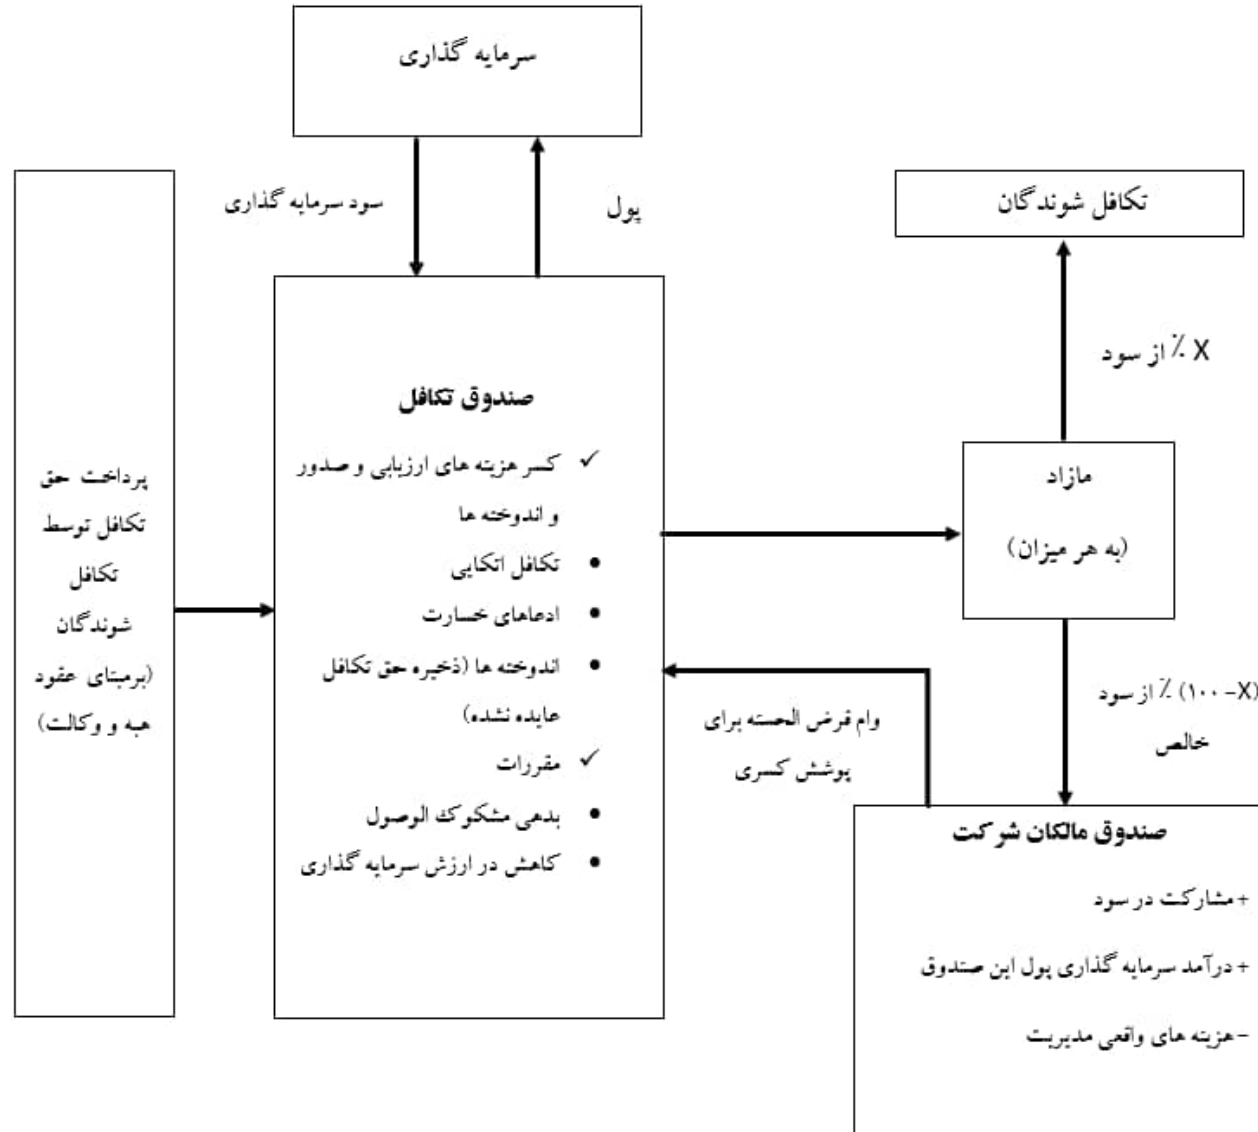 سرمایه گذاری
سود سرمایه گذاری
پول
تکافل شوندگان
X ٪ از سود
مازاد
(به هر میزان)
(۱۰۰ -X) ٪ از سود
خالص
پرداخت حق
تکافل توسط
تکافل
شوندگان
(برمبنای عقود
هبه و وکالت)
صندوق تکافل
✓ کسر هزینه های ارزیابی و صدور
و اندوخته ها
• تکافل اتکایی
• ادعاهای خسارت
• اندوخته ها (ذخیره حق تکافل
عایده نشده)
✓ مقررات
• بدهی مشکوک الوصول
• کاهش در ارزش سرمایه گذاری
وام قرض الحسنه برای
پوشش کسری
صندوق مالکان شرکت
+ مشارکت در سود
+ درآمد سرمایه گذاری پول این صندوق
- هزینه های واقعی مدیریت